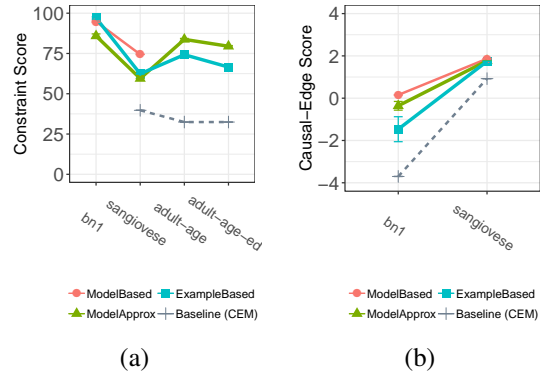 Constraint Score
100
75
50
25
0
bn1
sangiovese
adult−age
adult−age−ed
ModelBased
ExampleBased
ModelApprox
Baseline (CEM)
(a)
Causal−Edge Score
4
2
0
−2
−4
bn1
sangiovese
ModelBased
ExampleBased
ModelApprox
Baseline (CEM)
(b)